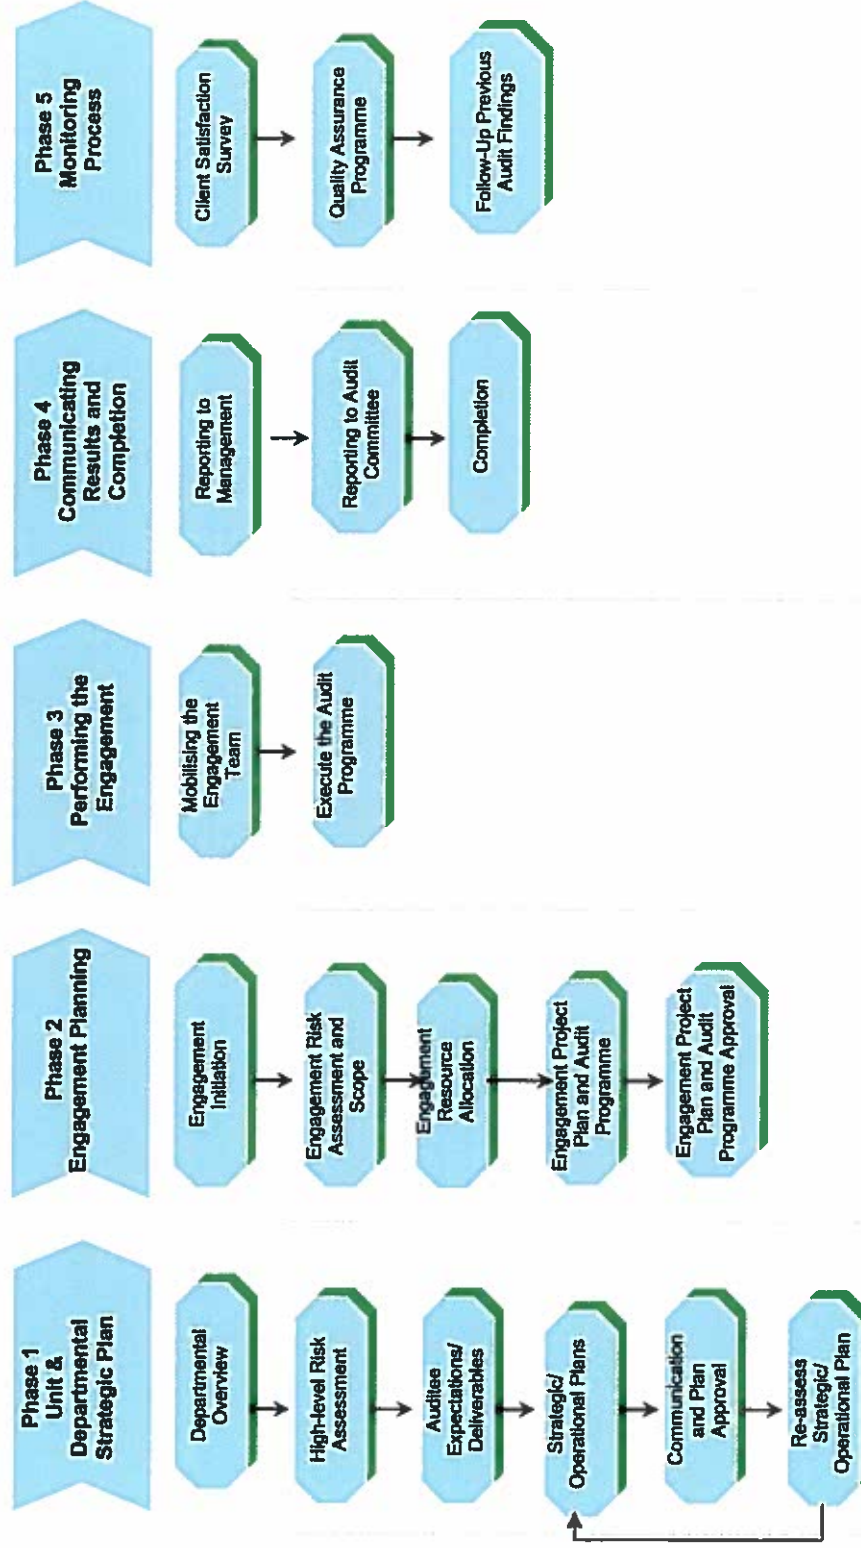 Phase 1
Unit &
Departmental
Strategic Plan
Departmental
Overview
High-level Risk
Assessment
Auditee
Expectations/
Deliverables
Strategic/
Operational Plans
Communication
and Plan
Approval
Re-assess
Strategic/
Operational Plan
Phase 2
Engagement Planning
Engagement
Initiation
Engagement Risk
Assessment and
Scope
Engagement
Resource
Allocation
Engagement Project
Plan and Audit
Programme
Engagement Project
Plan and Audit
Programme Approval
Phase 3
Performing the
Engagement
Mobilising the
Engagement
Team
Execute the Audit
Programme
Phase 4
Communicating
Results and
Completion
Reporting to
Management
Reporting to Audit
Committee
Completion
Phase 5
Monitoring
Process
Client Satisfaction
Survey
Quality Assurance
Programme
Follow-Up Previous
Audit Findings